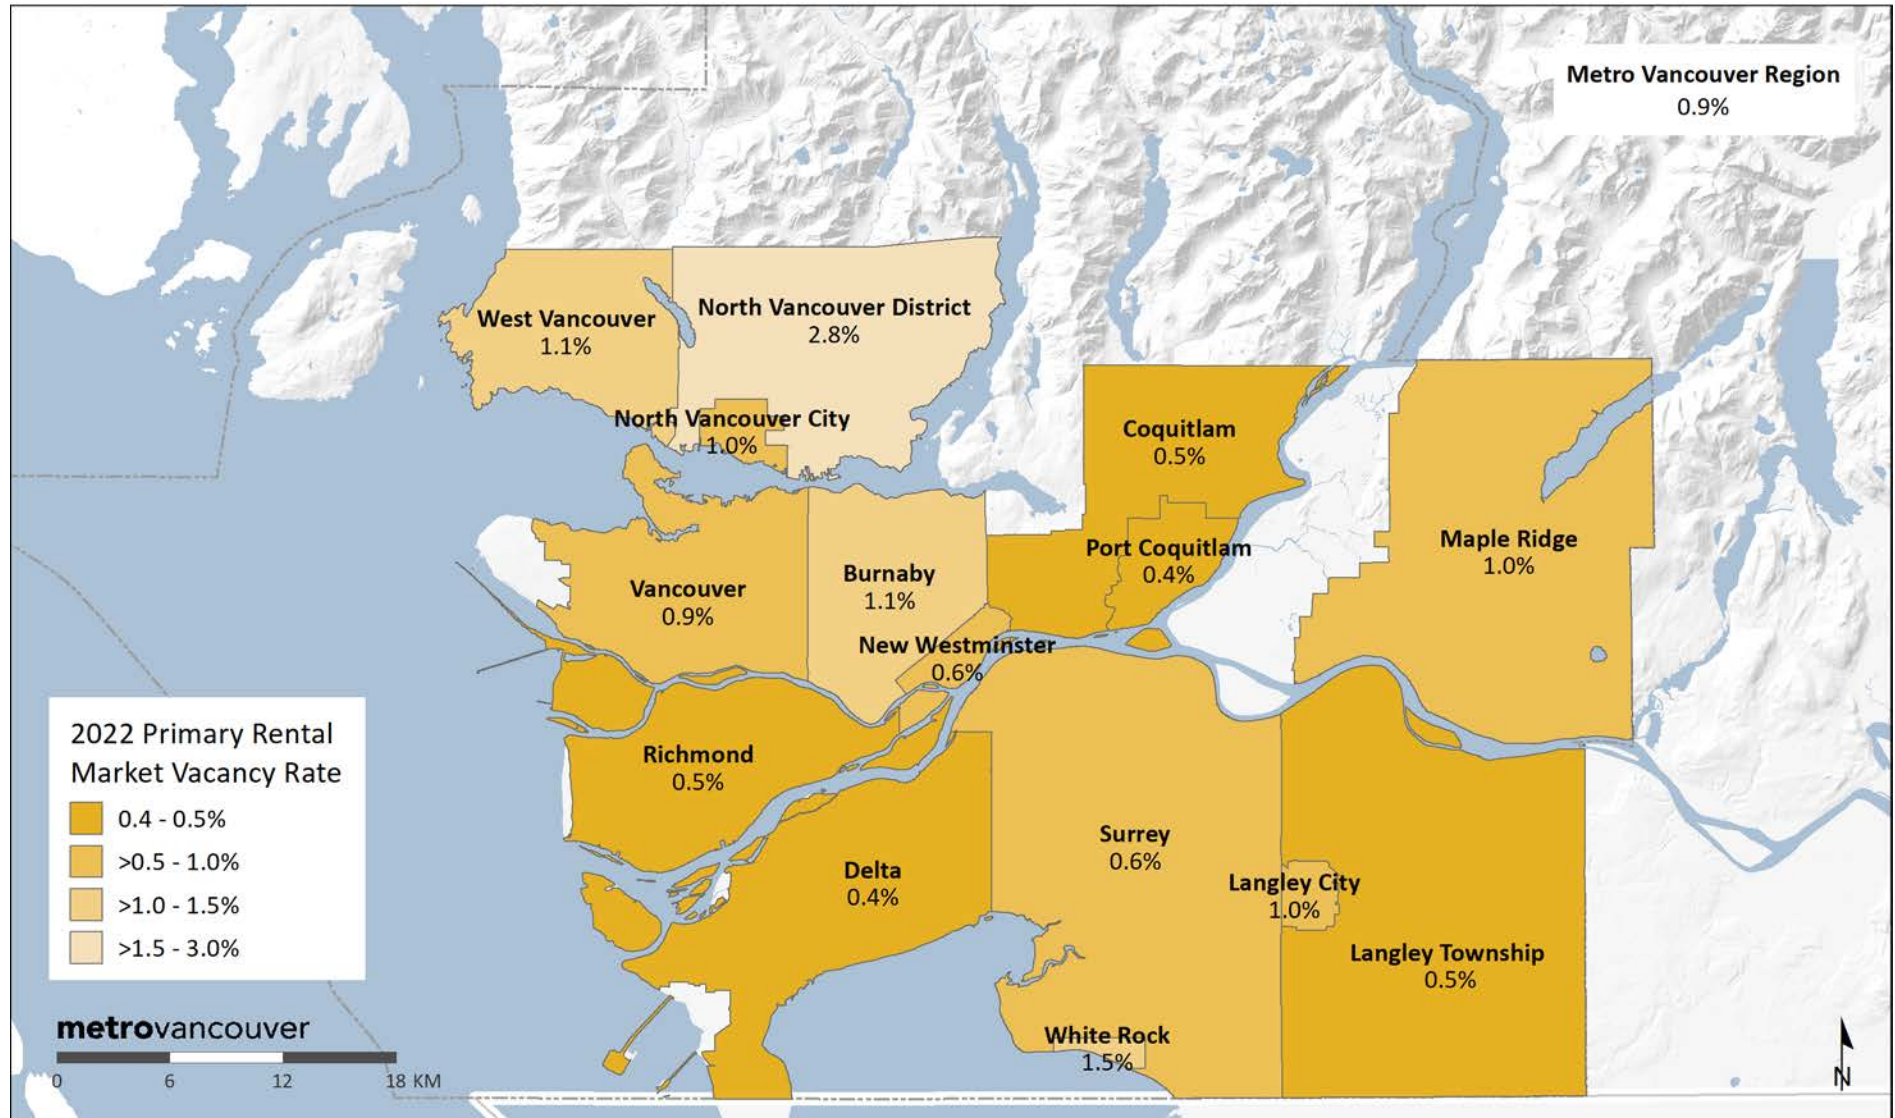 Metro Vancouver Region
0.9%
North Vancouver District
2.8%
West Vancouver
1.1%
North Vancouver City
1.0%
Coquitlam
0.5%
Port Coquitlam
0.4%
Maple Ridge
1.0%
Vancouver
0.9%
Burnaby
1.1%
New Westminster
0.6%
Richmond
0.5%
Surrey
0.6%
Delta
0.4%
Langley City
1.0%
Langley Township
0.5%
White Rock
1.5%
2022 Primary Rental
Market Vacancy Rate
0.4 - 0.5%
>0.5 - 1.0%
>1.0 - 1.5%
>1.5 - 3.0%
metrovancouver
0 6 12 18 KM
N